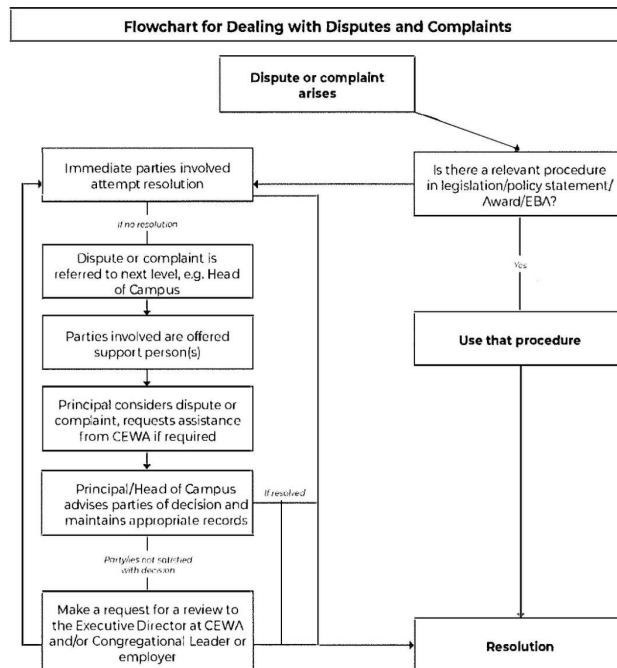 Flowchart for Dealing with Disputes and Complaints
Dispute or complaint
arises
Immediate parties involved
attempt resolution
Is there a relevant procedure
in legislation/policy statement/
Award/EBA?
If no resolution
Dispute or complaint is
referred to next level, e.g. Head
of Campus
Yes
Parties involved are offered
support person(s)
Use that procedure
Principal considers dispute or
complaint, requests assistance
from CEWA if required
Principal/Head of Campus
advises parties of decision and
maintains appropriate records
If resolved
Party/ies not satisfied
with decision
Make a request for a review to
the Executive Director at CEWA
and/or Congregational Leader or
employer
Resolution